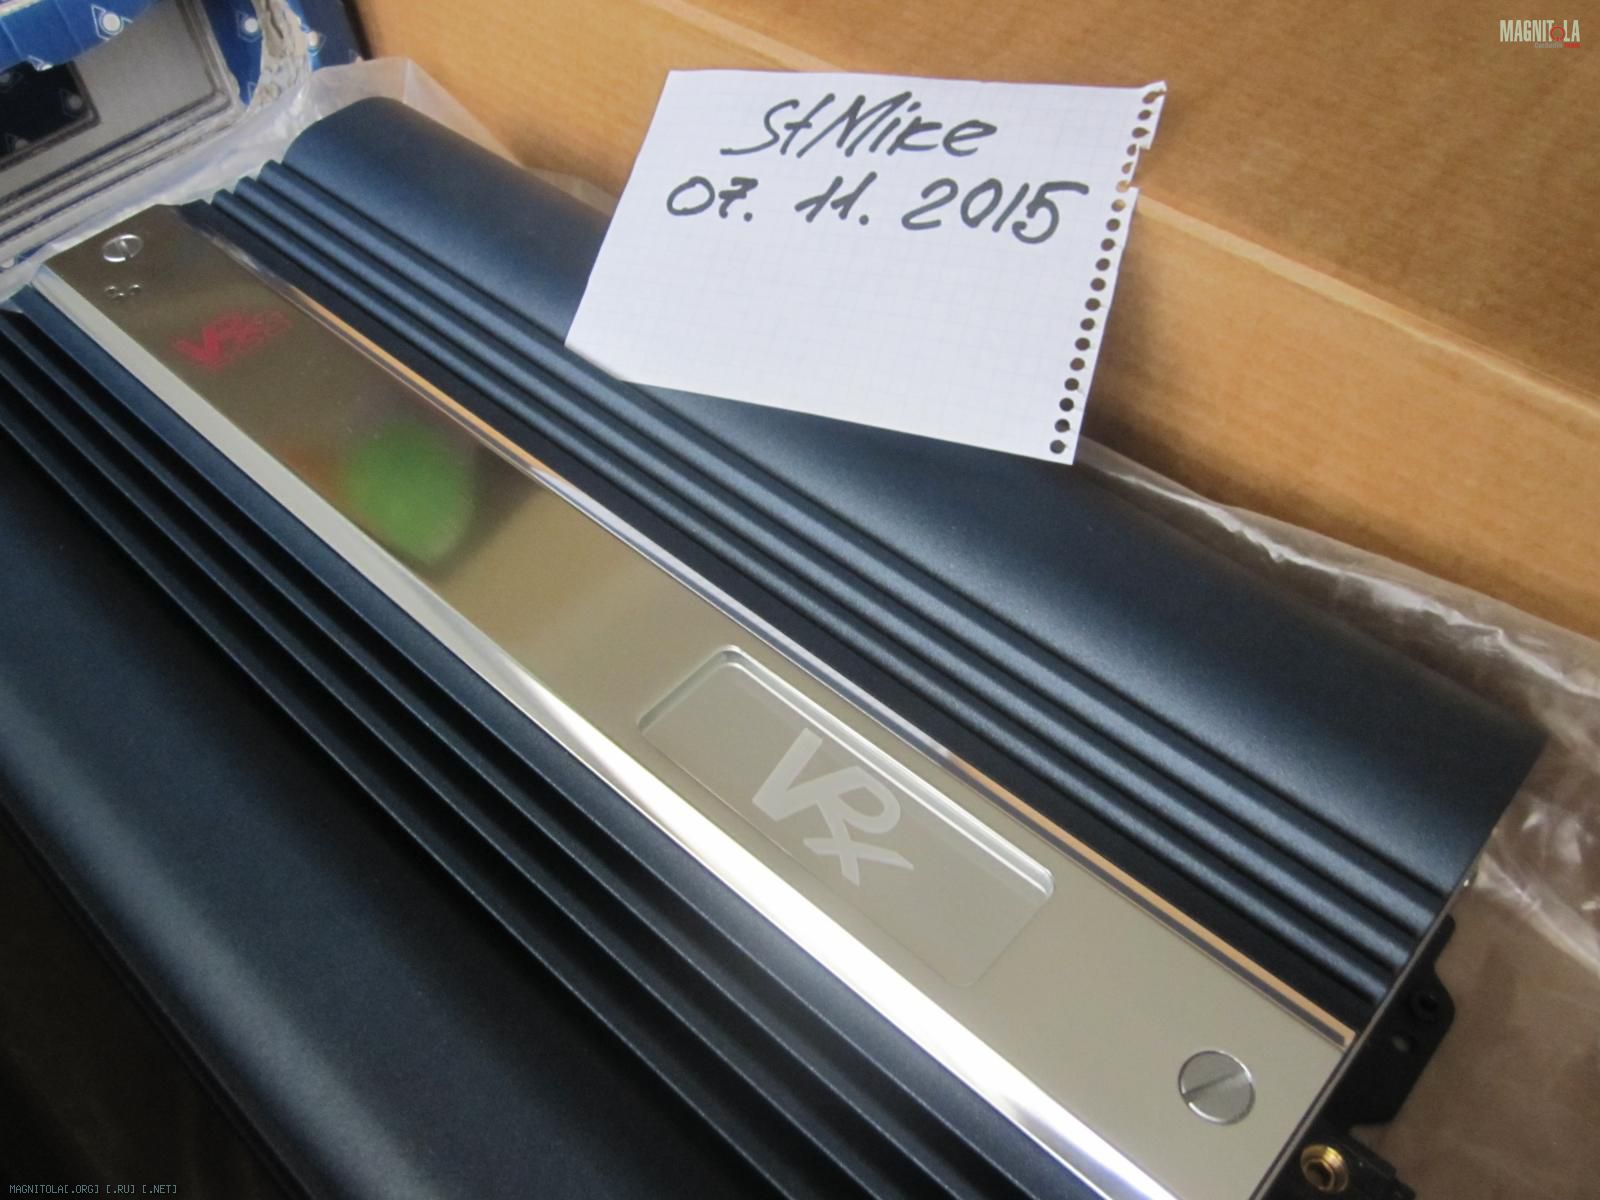 MAGNITOLA
StMike
07. 11. 2015
VRx
MAGNITOLA[.ORG] [.RU] [.NET]